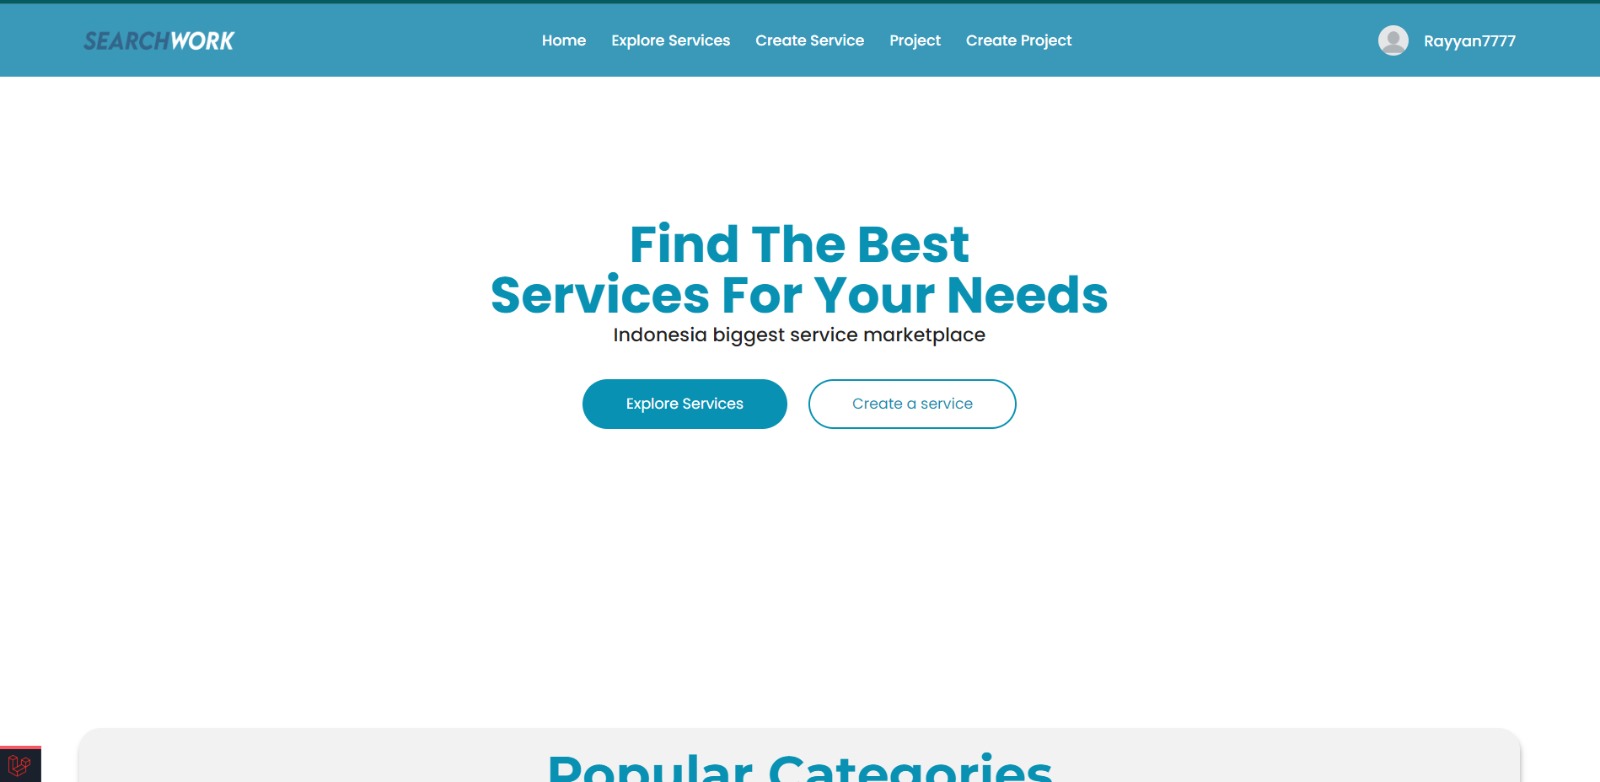 SEARCHWORK
Home Explore Services Create Service Project Create Project
Rayyan7777
Find The Best
Services For Your Needs
Indonesia biggest service marketplace
Explore Services
Create a service
Popular Categories